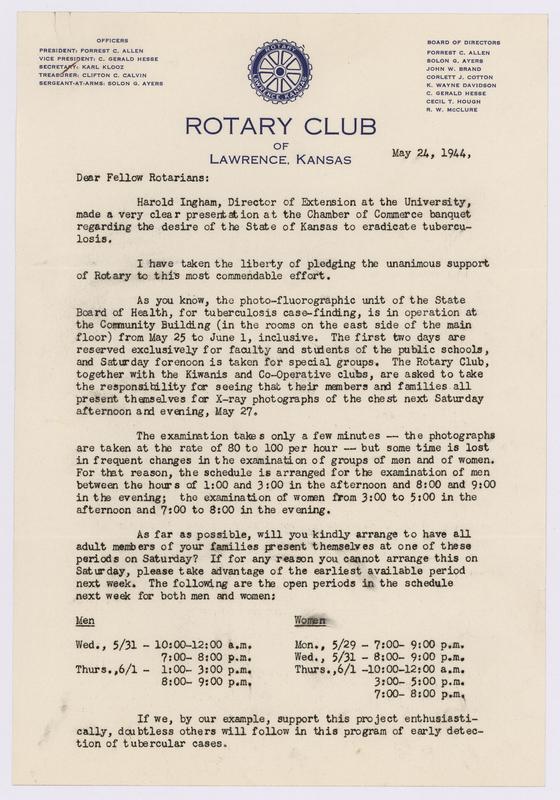 OFFICERS
PRESIDENT: FORREST C. ALLEN
VICE PRESIDENT: C. GERALD HESSE
SECRETARY: KARL KLOOZ
TREASURER: CLIFTON C. CALVIN
SERGEANT-AT-ARMS: SOLON G. AYERS
ROTARY
LAWRENCE, KANSAS
BOARD OF DIRECTORS
FORREST C. ALLEN
SOLON G. AYERS
JOHN W. BRAND
CORLETT J. COTTON
K. WAYNE DAVIDSON
C. GERALD HESSE
CECIL T. HOUGH
R. W. McCLURE
ROTARY CLUB
OF
LAWRENCE, KANSAS
May 24, 1944,
Dear Fellow Rotarians:
Harold Ingham, Director of Extension at the University,
made a very clear presentation at the Chamber of Commerce banquet
regarding the desire of the State of Kansas to eradicate tubercu-
losis.
I have taken the liberty of pledging the unanimous support
of Rotary to this most commendable effort.
As you know, the photo-fluorographic unit of the State
Board of Health, for tuberculosis case-finding, is in operation at
the Community Building (in the rooms on the east side of the main
floor) from May 25 to June 1, inclusive. The first two days are
reserved exclusively for faculty and students of the public schools,
and Saturday forenoon is taken for special groups. The Rotary Club,
together with the Kiwanis and Co-Operative clubs, are asked to take
the responsibility for seeing that their members and families all
present themselves for X-ray photographs of the chest next Saturday
afternoon and evening, May 27.
The examination takes only a few minutes -- the photographs
are taken at the rate of 80 to 100 per hour -- but some time is lost
in frequent changes in the examination of groups of men and of women.
For that reason, the schedule is arranged for the examination of men
between the hours of 1:00 and 3:00 in the afternoon and 8:00 and 9:00
in the evening; the examination of women from 3:00 to 5:00 in the
afternoon and 7:00 to 8:00 in the evening.
As far as possible, will you kindly arrange to have all
adult members of your families present themselves at one of these
periods on Saturday? If for any reason you cannot arrange this on
Saturday, please take advantage of the earliest available period
next week. The following are the open periods in the schedule
next week for both men and women:
Men
Wed., 5/31 - 10:00-12:00 a.m.
7:00- 8:00 p.m.
Thurs.,6/1 - 1:00- 3:00 p.m.
8:00- 9:00 p.m.
Women
Mon., 5/29 - 7:00- 9:00 p.m.
Wed., 5/31 - 8:00- 9:00 p.m.
Thurs.,6/1 -10:00-12:00 a.m.
3:00- 5:00 p.m.
7:00- 8:00 p.m.
If we, by our example, support this project enthusiasti-
cally, doubtless others will follow in this program of early detec-
tion of tubercular cases.